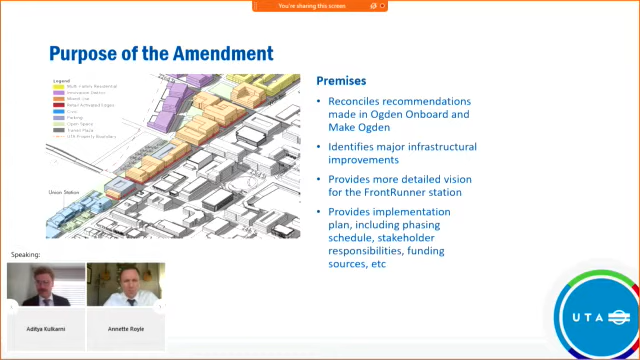 You're sharing this screen
Purpose of the Amendment
Legend
Multi-Family Residential
Innovation District
Mixed Use
Retail Activated Edges
Civic
Parking
Open Space
Transit Plaza
UTA Property Boundary
Union Station
Premises
• Reconciles recommendations
made in Ogden Onboard and
Make Ogden
• Identifies major infrastructural
improvements
• Provides more detailed vision
for the FrontRunner station
• Provides implementation
plan, including phasing
schedule, stakeholder
responsibilities, funding
sources, etc
Speaking:
Aditya Kulkarni
Annette Royle
UTA